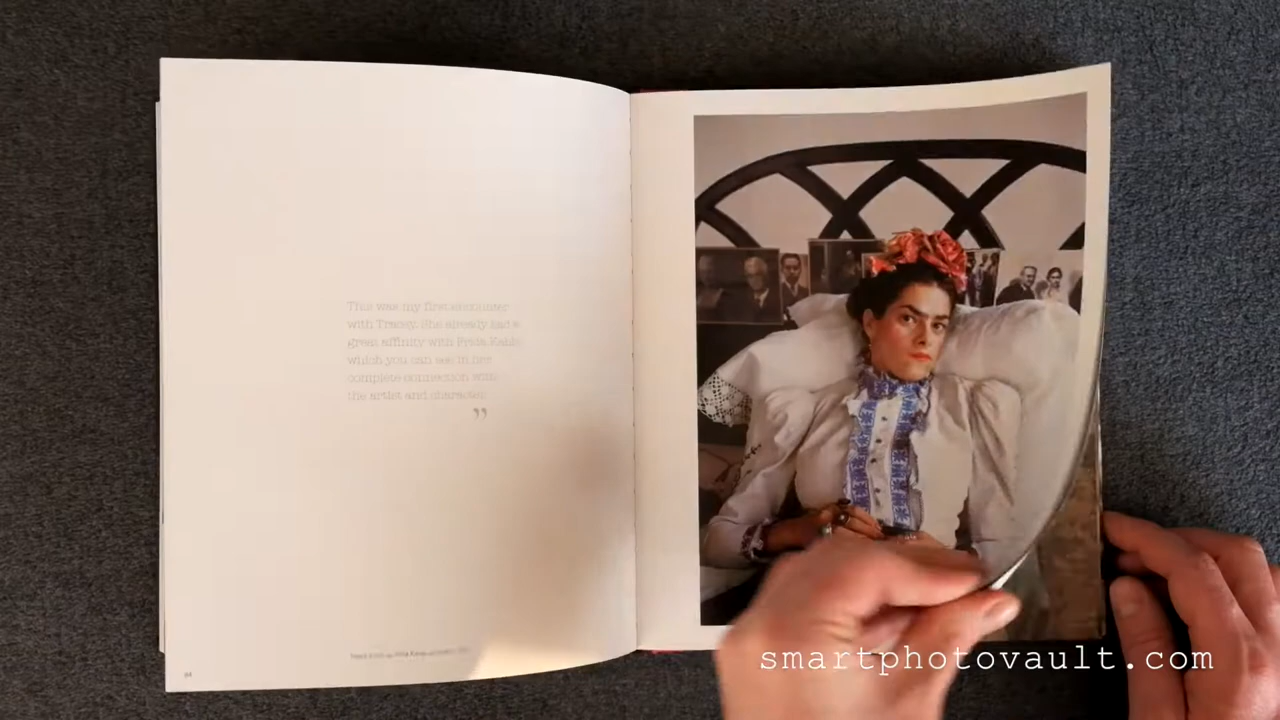 This was my first encounter
with Tracey. She already had a
great affinity with Frida Kahlo
which you can see in her
complete connection with
the artist and character.
”
84
smartphotovault.com